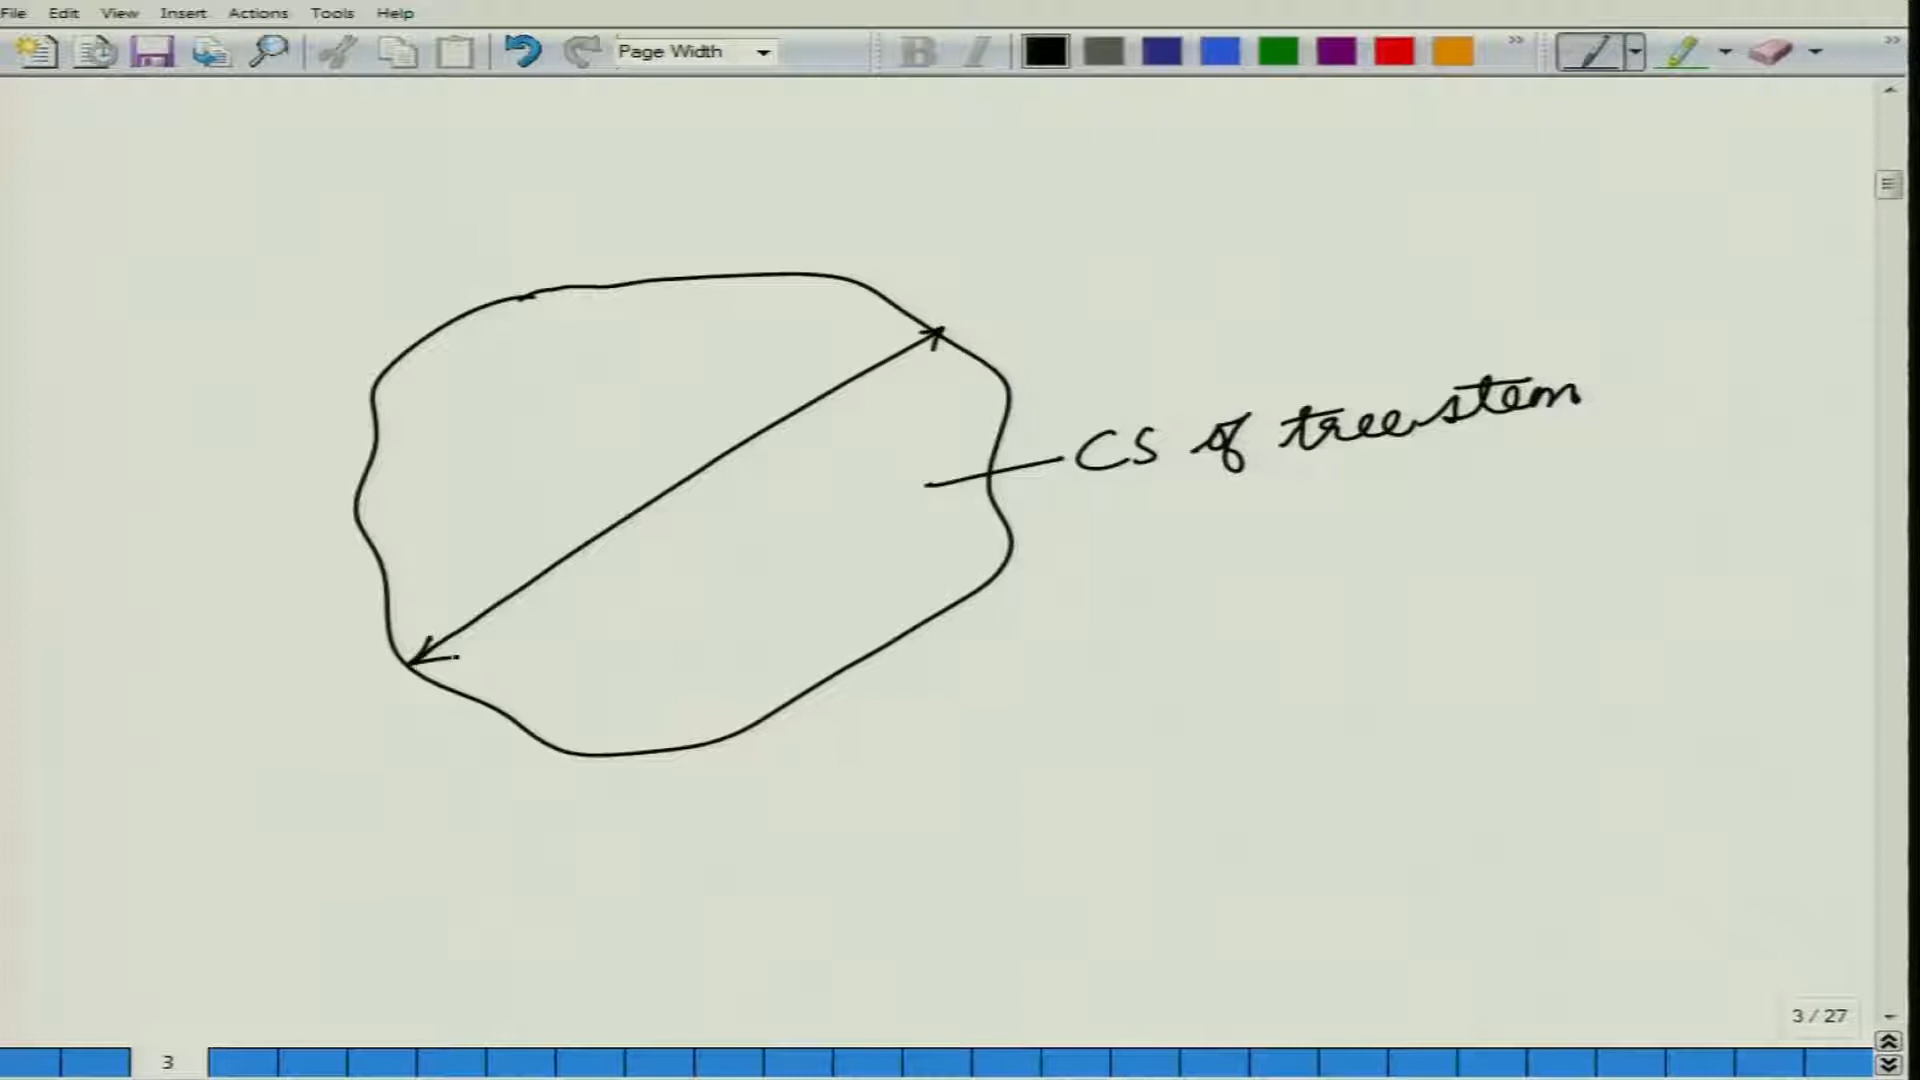 File Edit View Insert Actions Tools Help
Page Width B I
CS of tree stem
3 / 27
3